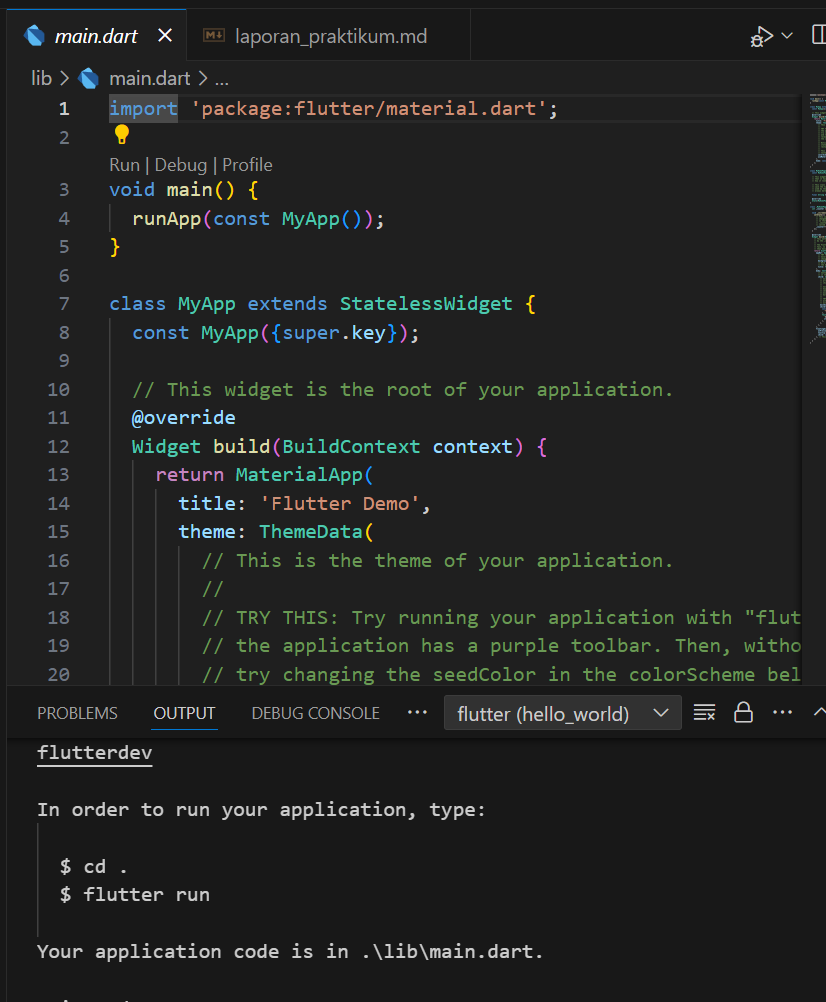 main.dart
laporan_praktikum.md
lib > main.dart > ...
1 import 'package:flutter/material.dart';
2
Run | Debug | Profile
3 void main() {
4 runApp(const MyApp());
5 }
6
7 class MyApp extends StatelessWidget {
8 const MyApp({super.key});
9
10 // This widget is the root of your application.
11 @override
12 Widget build(BuildContext context) {
13 return MaterialApp(
14 title: 'Flutter Demo',
15 theme: ThemeData(
16 // This is the theme of your application.
17 //
18 // TRY THIS: Try running your application with "flut
19 // the application has a purple toolbar. Then, witho
20 // try changing the seedColor in the colorScheme bel
PROBLEMS OUTPUT DEBUG CONSOLE ... flutter (hello_world)
flutterdev
In order to run your application, type:
$ cd .
$ flutter run
Your application code is in .\lib\main.dart.